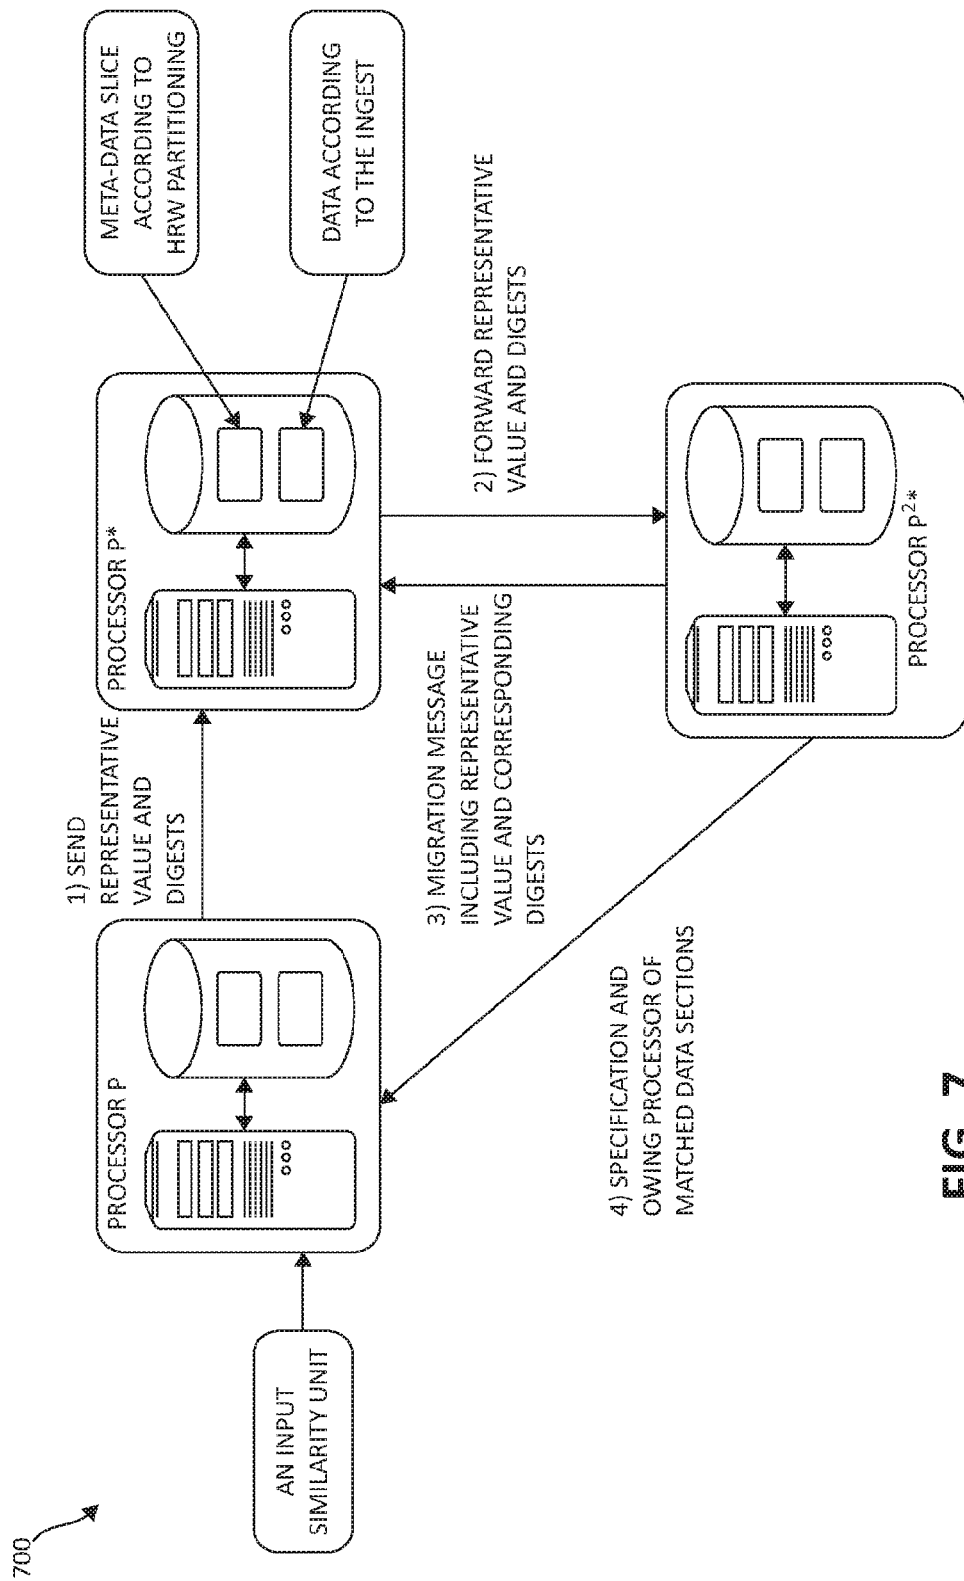 700
AN INPUT
SIMILARITY UNIT
PROCESSOR P
1) SEND
REPRESENTATIVE
VALUE AND
DIGESTS
PROCESSOR P*
META-DATA SLICE
ACCORDING TO
HRW PARTITIONING
DATA ACCORDING
TO THE INGEST
2) FORWARD REPRESENTATIVE
VALUE AND DIGESTS
3) MIGRATION MESSAGE
INCLUDING REPRESENTATIVE
VALUE AND CORRESPONDING
DIGESTS
4) SPECIFICATION AND
OWING PROCESSOR OF
MATCHED DATA SECTIONS
PROCESSOR P²*
FIG. 7